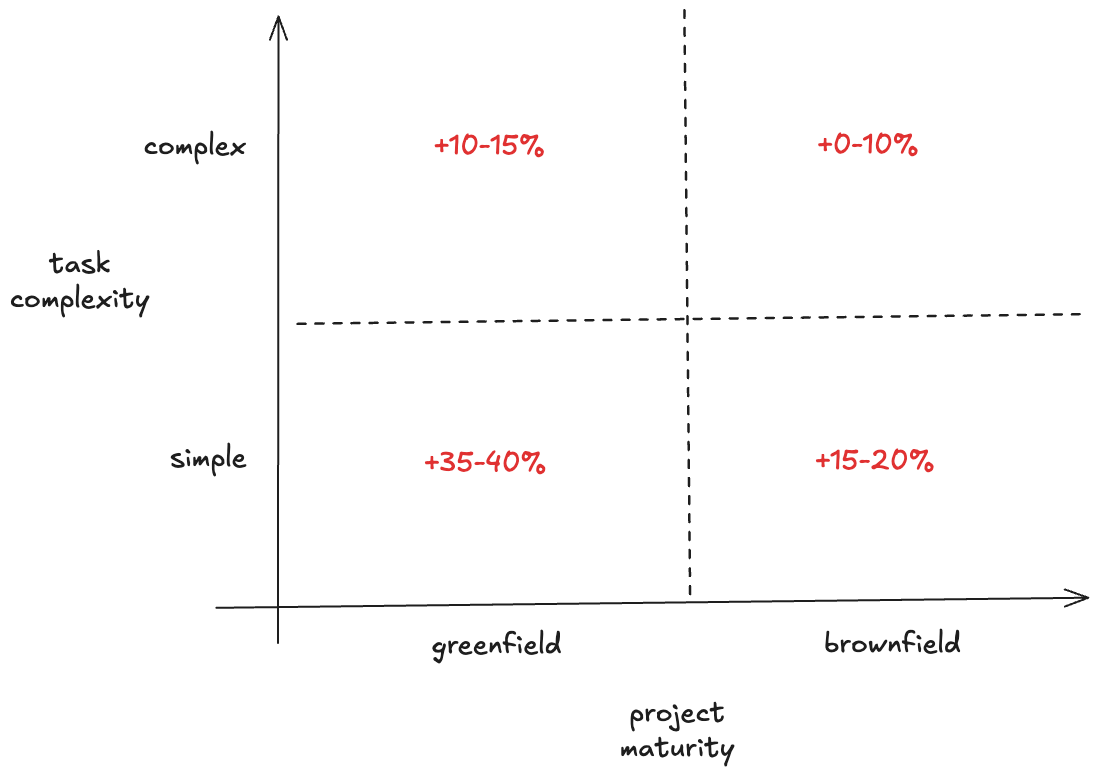 complex
+10-15%
+0-10%
task
complexity
simple
+35-40%
+15-20%
greenfield
brownfield
project
maturity